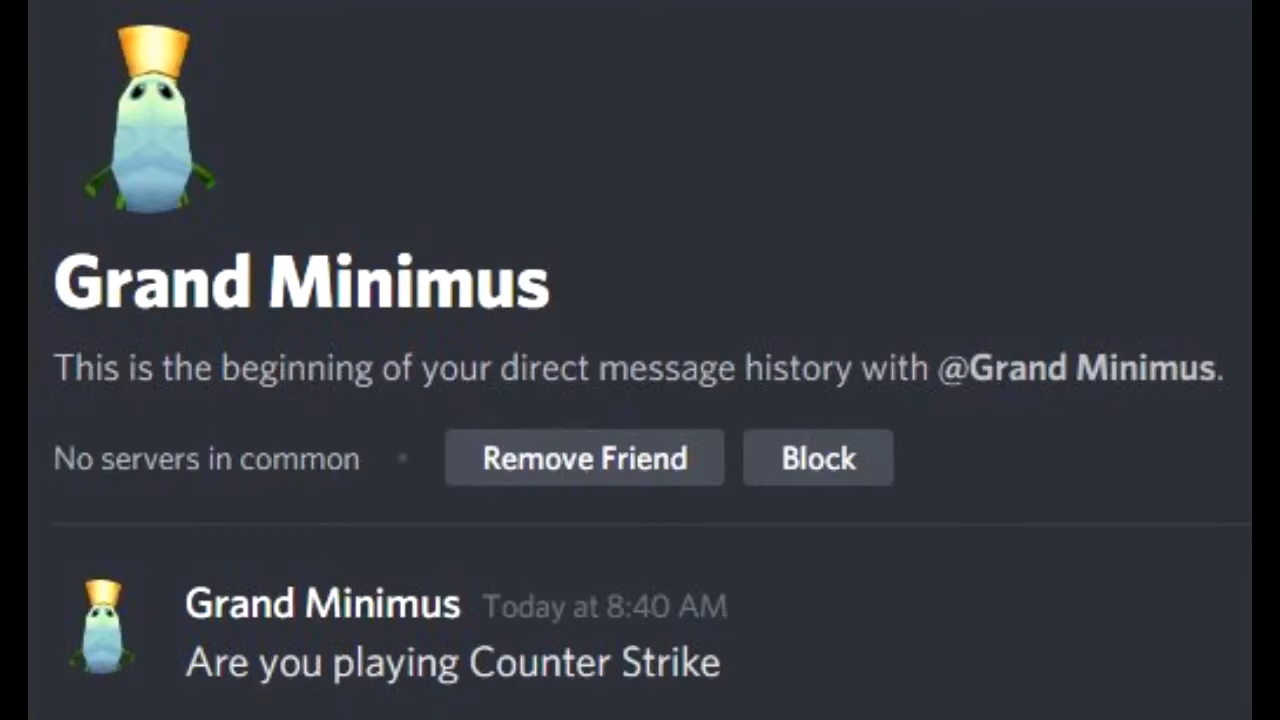 Grand Minimus
This is the beginning of your direct message history with @Grand Minimus.
No servers in common • Remove Friend Block
Grand Minimus Today at 8:40 AM
Are you playing Counter Strike